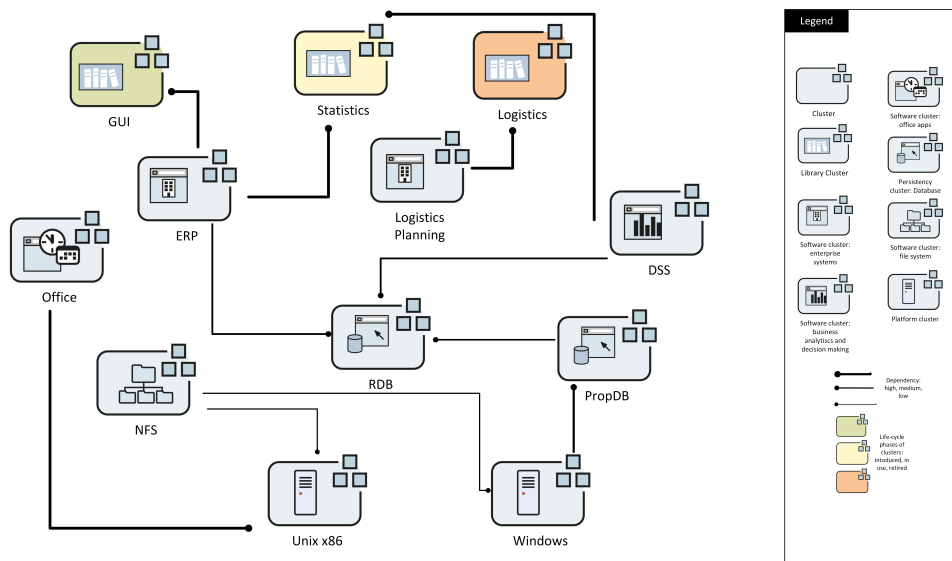 GUI
Statistics
Logistics
ERP
Logistics
Planning
DSS
Office
RDB
PropDB
NFS
Unix x86
Windows
Legend
Cluster
Software cluster:
office apps
Library Cluster
Persistency
cluster: Database
Software cluster:
enterprise
systems
Software cluster:
file system
Software cluster:
business
analytiscs and
decision making
Platform cluster
Dependency:
high, medium,
low
Life-cycle
phases of
clusters:
intoduced, in
use, retired